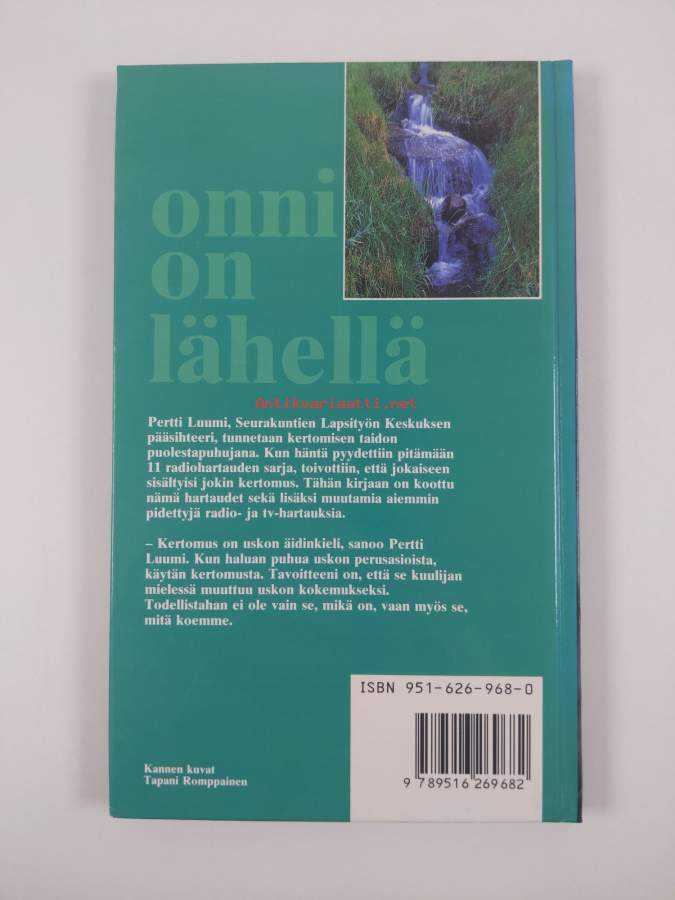 onni
on
lähellä
antikvariaatti.net
Pertti Luumi, Seurakuntien Lapsityön Keskuksen
pääsihteeri, tunnetaan kertomisen taidon
puolestapuhujana. Kun häntä pyydettiin pitämään
11 radiohartauden sarja, toivottiin, että jokaiseen
sisältyisi jokin kertomus. Tähän kirjaan on koottu
nämä hartaudet sekä lisäksi muutamia aiemmin
pidettyjä radio- ja tv-hartauksia.
– Kertomus on uskon äidinkieli, sanoo Pertti
Luumi. Kun haluan puhua uskon perusasioista,
käytän kertomusta. Tavoitteeni on, että se kuulijan
mielessä muuttuu uskon kokemukseksi.
Todellistahan ei ole vain se, mikä on, vaan myös se,
mitä koemme.
ISBN 951-626-968-0
9 789516 269682
Kannen kuvat
Tapani Romppainen